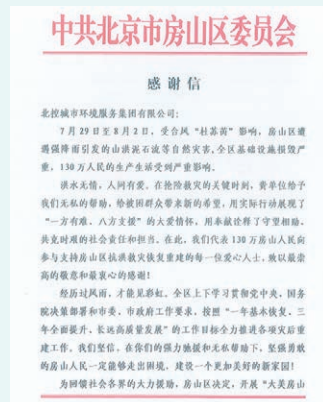 中共北京市房山区委员会
感谢信
北控城市环境服务集团有限公司：
7月29日至8月2日，受台风“杜苏芮”影响，房山区遭
遇强降雨引发的山洪泥石流等自然灾害，全区基础设施损毁严
重，130万人民的生产生活受到严重影响。
洪水无情，人间有爱。在抢险救灾的关键时刻，贵单位给予
我们无私的帮助，给被困群众带来新的希望，用实际行动展现了
“一方有难、八方支援”的大爱情怀，用奉献诠释了守望相助、
共克时艰的社会责任和担当。在此，我们代表130万房山人民向
参与支持房山区抗洪救灾恢复重建的每一位爱心人士，致以最崇
高的敬意和最衷心的感谢！
经历过风雨，才能见彩虹。全区上下学习贯彻党中央、国务
院决策部署和市委、市政府工作要求，按照“一年基本恢复、三
年全面提升、长远高质量发展”的工作目标全力推进各项灾后重
建工作。我们坚信，在你们的强力驰援和无私帮助下，坚强勇敢
的房山人民一定能够走出困境，建设一个更加美好的新家园！
为回馈社会各界的大力援助，房山区决定，开展“大美房山